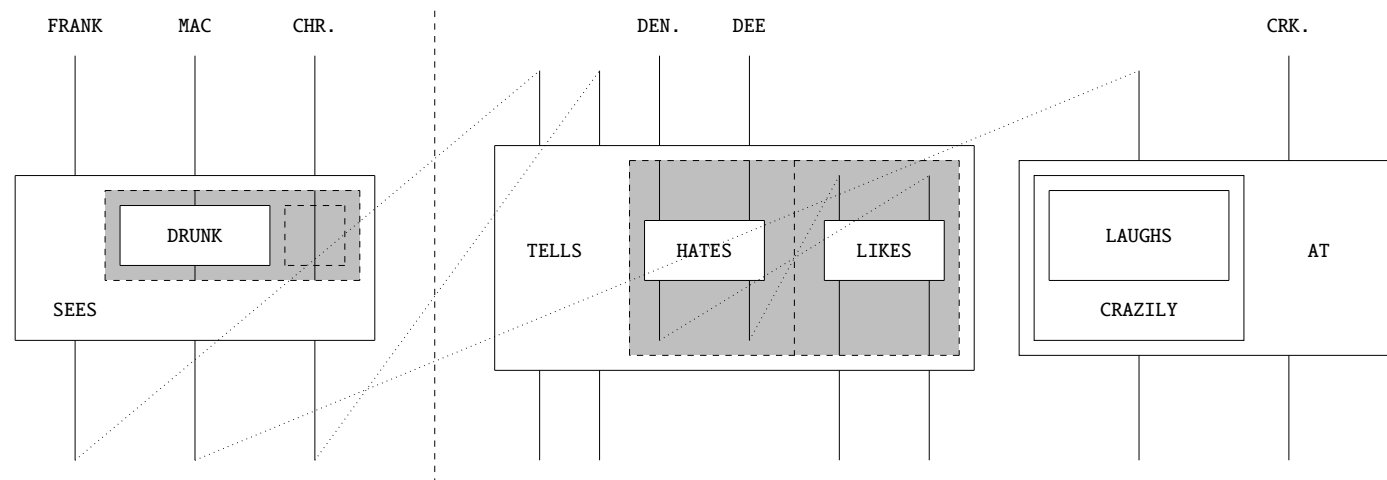 FRANK MAC CHR. DEN. DEE CRK.
DRUNK TELLS HATES LIKES LAUGHS AT
SEES CRAZILY